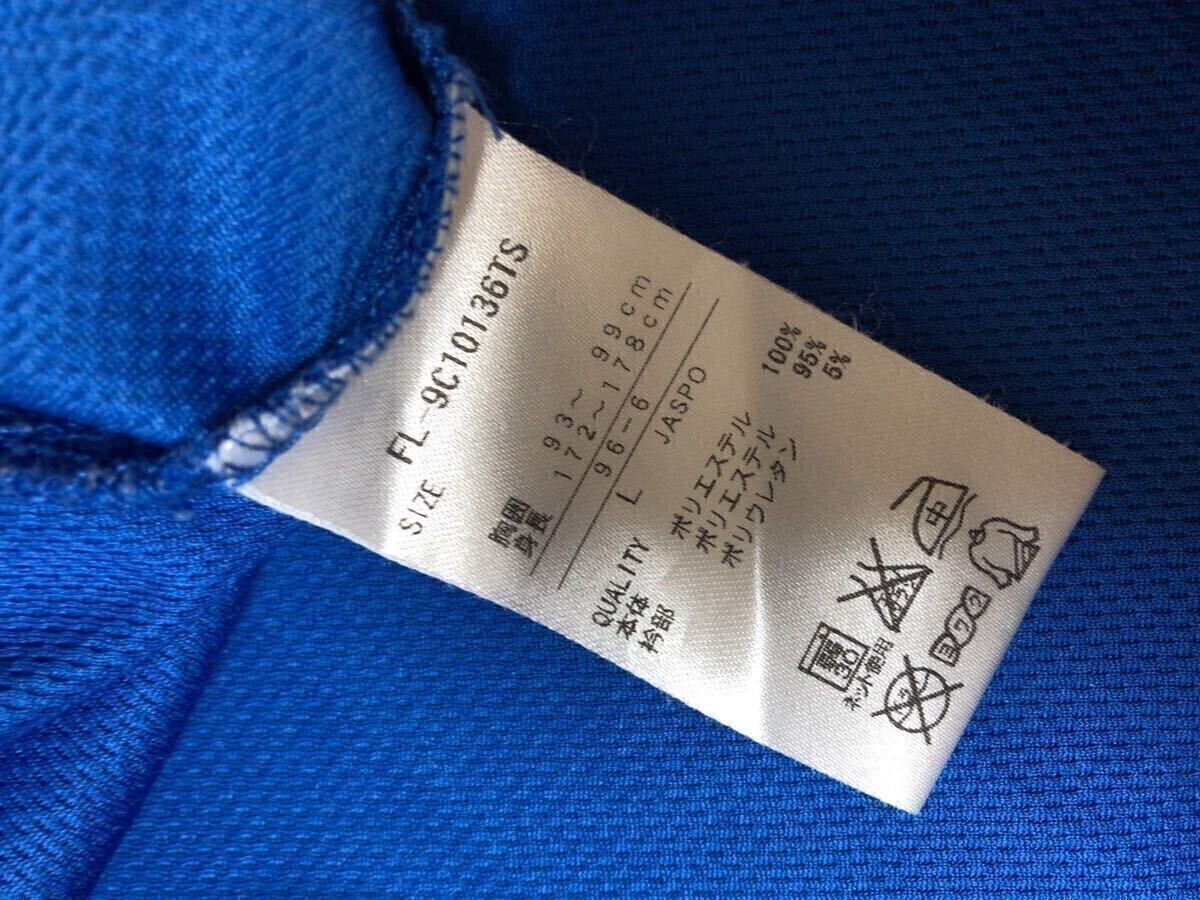 FL-9C10136TS
SIZE
胸囲 93～ 99cm
身長 172～178cm
96-6
L JASPO
QUALITY
本体 ポリエステル 100%
衿部 ポリエステル 95%
ポリウレタン 5%
中
30
ネット使用